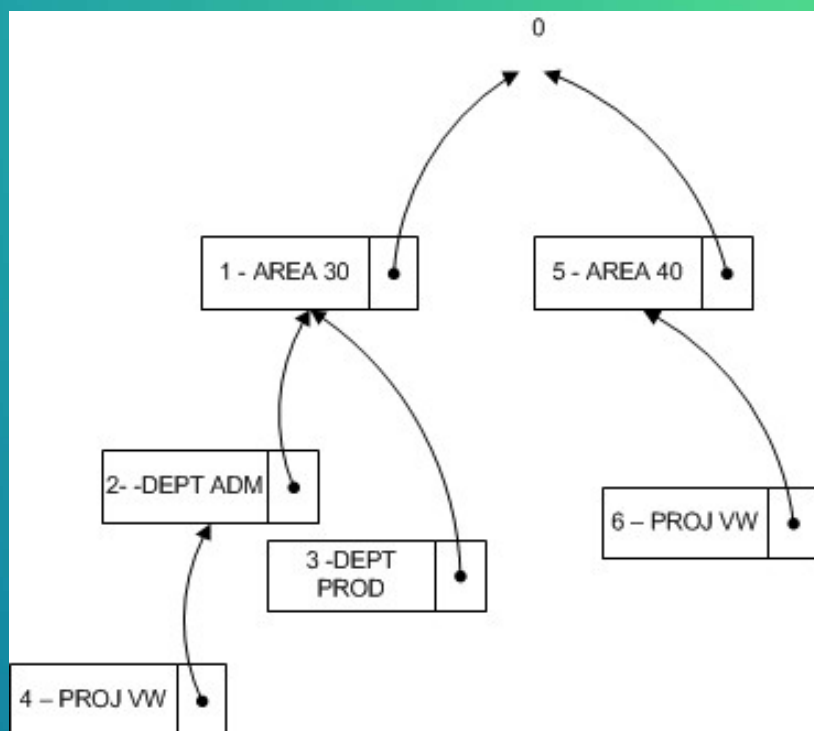 0
1 - AREA 30
5 - AREA 40
2- -DEPT ADM
6 – PROJ VW
3 -DEPT
PROD
4 – PROJ VW